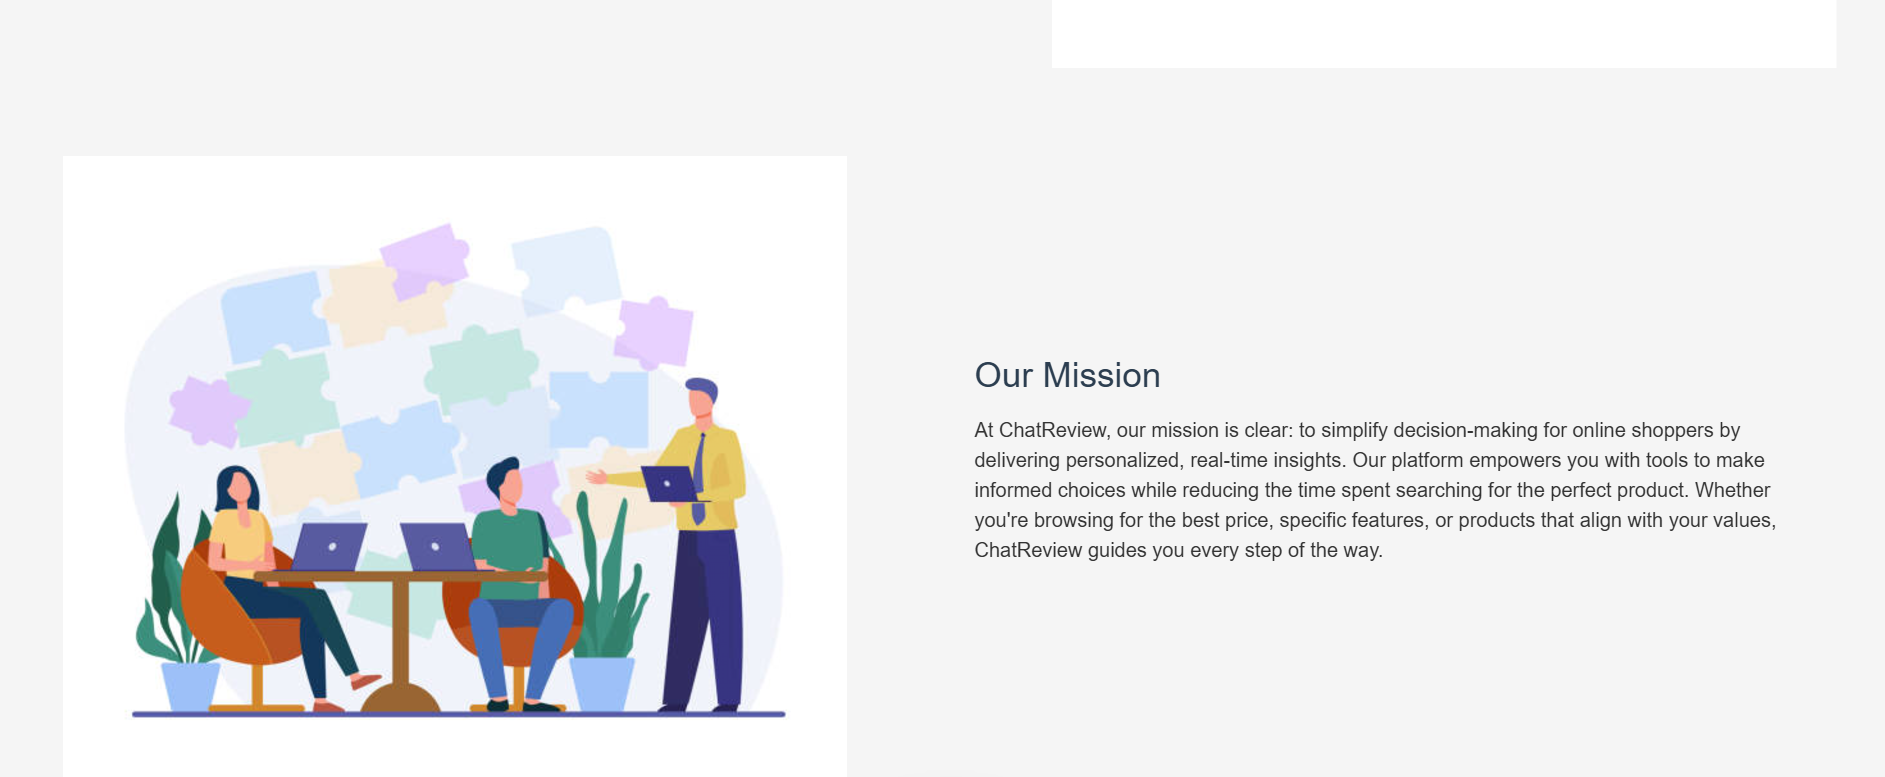 Our Mission
At ChatReview, our mission is clear: to simplify decision-making for online shoppers by
delivering personalized, real-time insights. Our platform empowers you with tools to make
informed choices while reducing the time spent searching for the perfect product. Whether
you're browsing for the best price, specific features, or products that align with your values,
ChatReview guides you every step of the way.